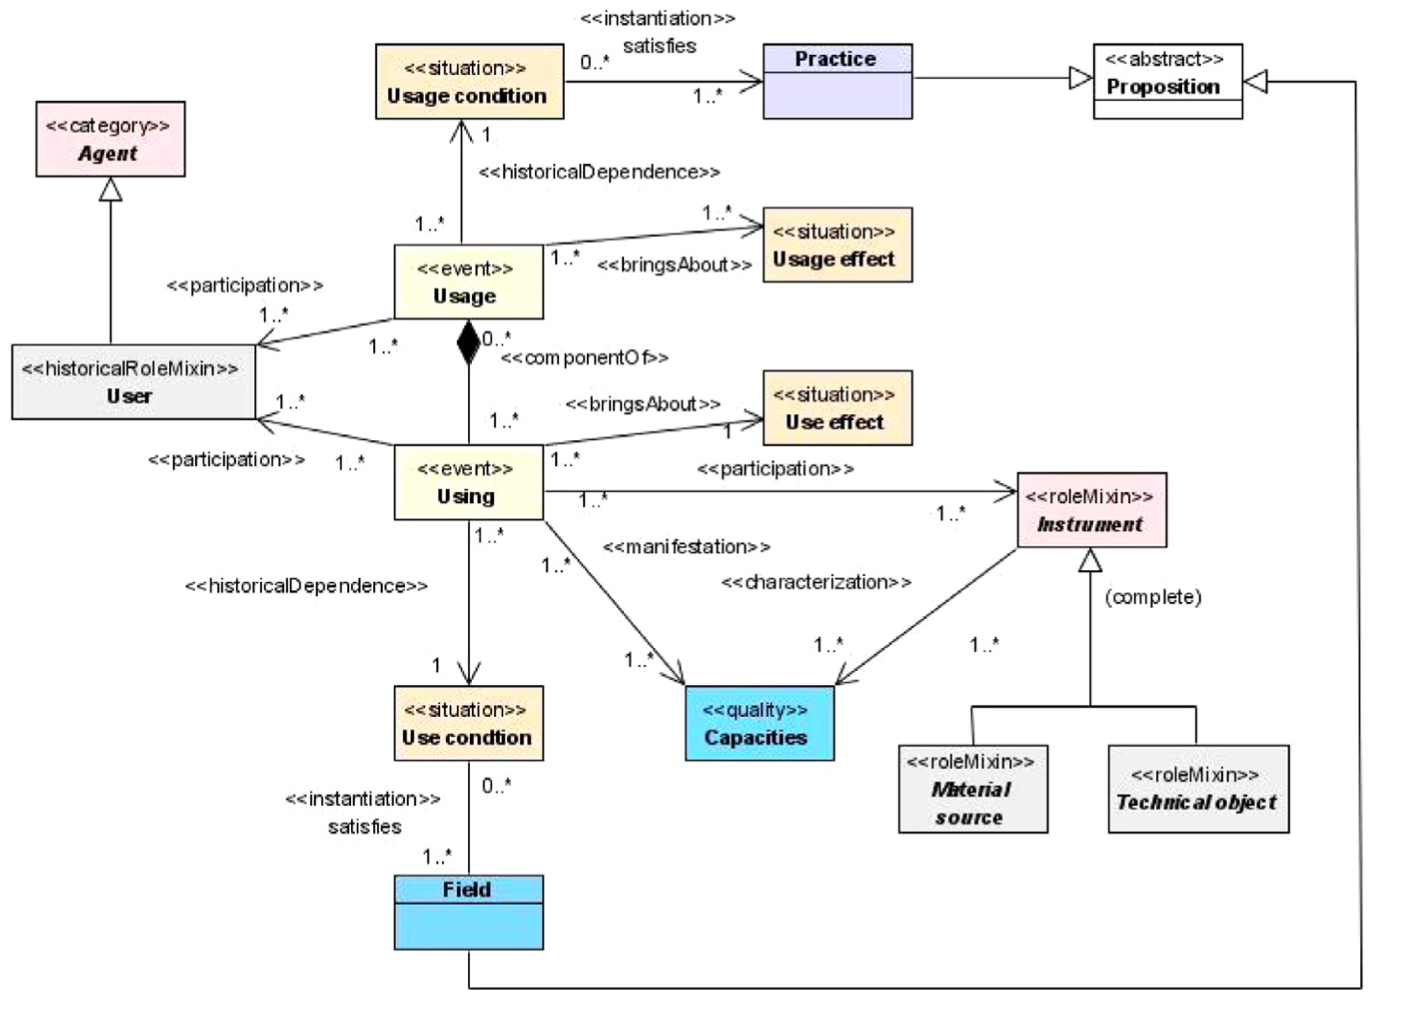 <<instantiation>>
satisfies
<<situation>>
Usage condition
0..*
1..*
Practice
<<abstract>>
Proposition
<<category>>
Agent
1
<<historicalDependence>>
1..*
1..*
<<situation>>
Usage effect
1..*
<<bringsAbout>>
<<event>>
Usage
<<participation>>
1..*
1..*
0..*
<<componentOf>>
<<historicalRoleMixin>>
User
1..*
<<participation>>
1..*
1..*
<<bringsAbout>>
1
<<situation>>
Use effect
1..*
<<event>>
Using
<<participation>>
1..*
1..*
<<roleMixin>>
Instrument
1..*
<<historicalDependence>>
1
1..*
<<manifestation>>
<<characterization>>
1..*
1..*
1..*
(complete)
<<situation>>
Use condtion
<<quality>>
Capacities
<<roleMixin>>
Material
source
<<roleMixin>>
Technical object
0..*
<<instantiation>>
satisfies
1..*
Field